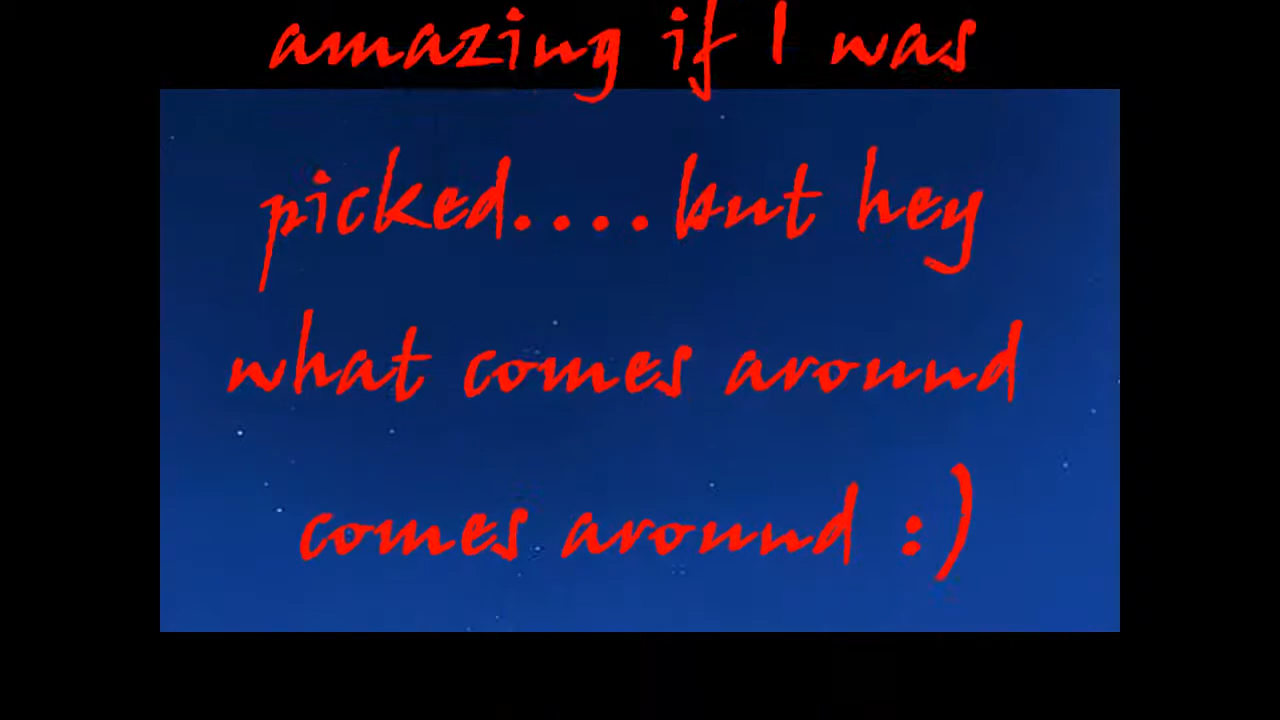 amazing if I was
picked....but hey
what comes around
comes around :)